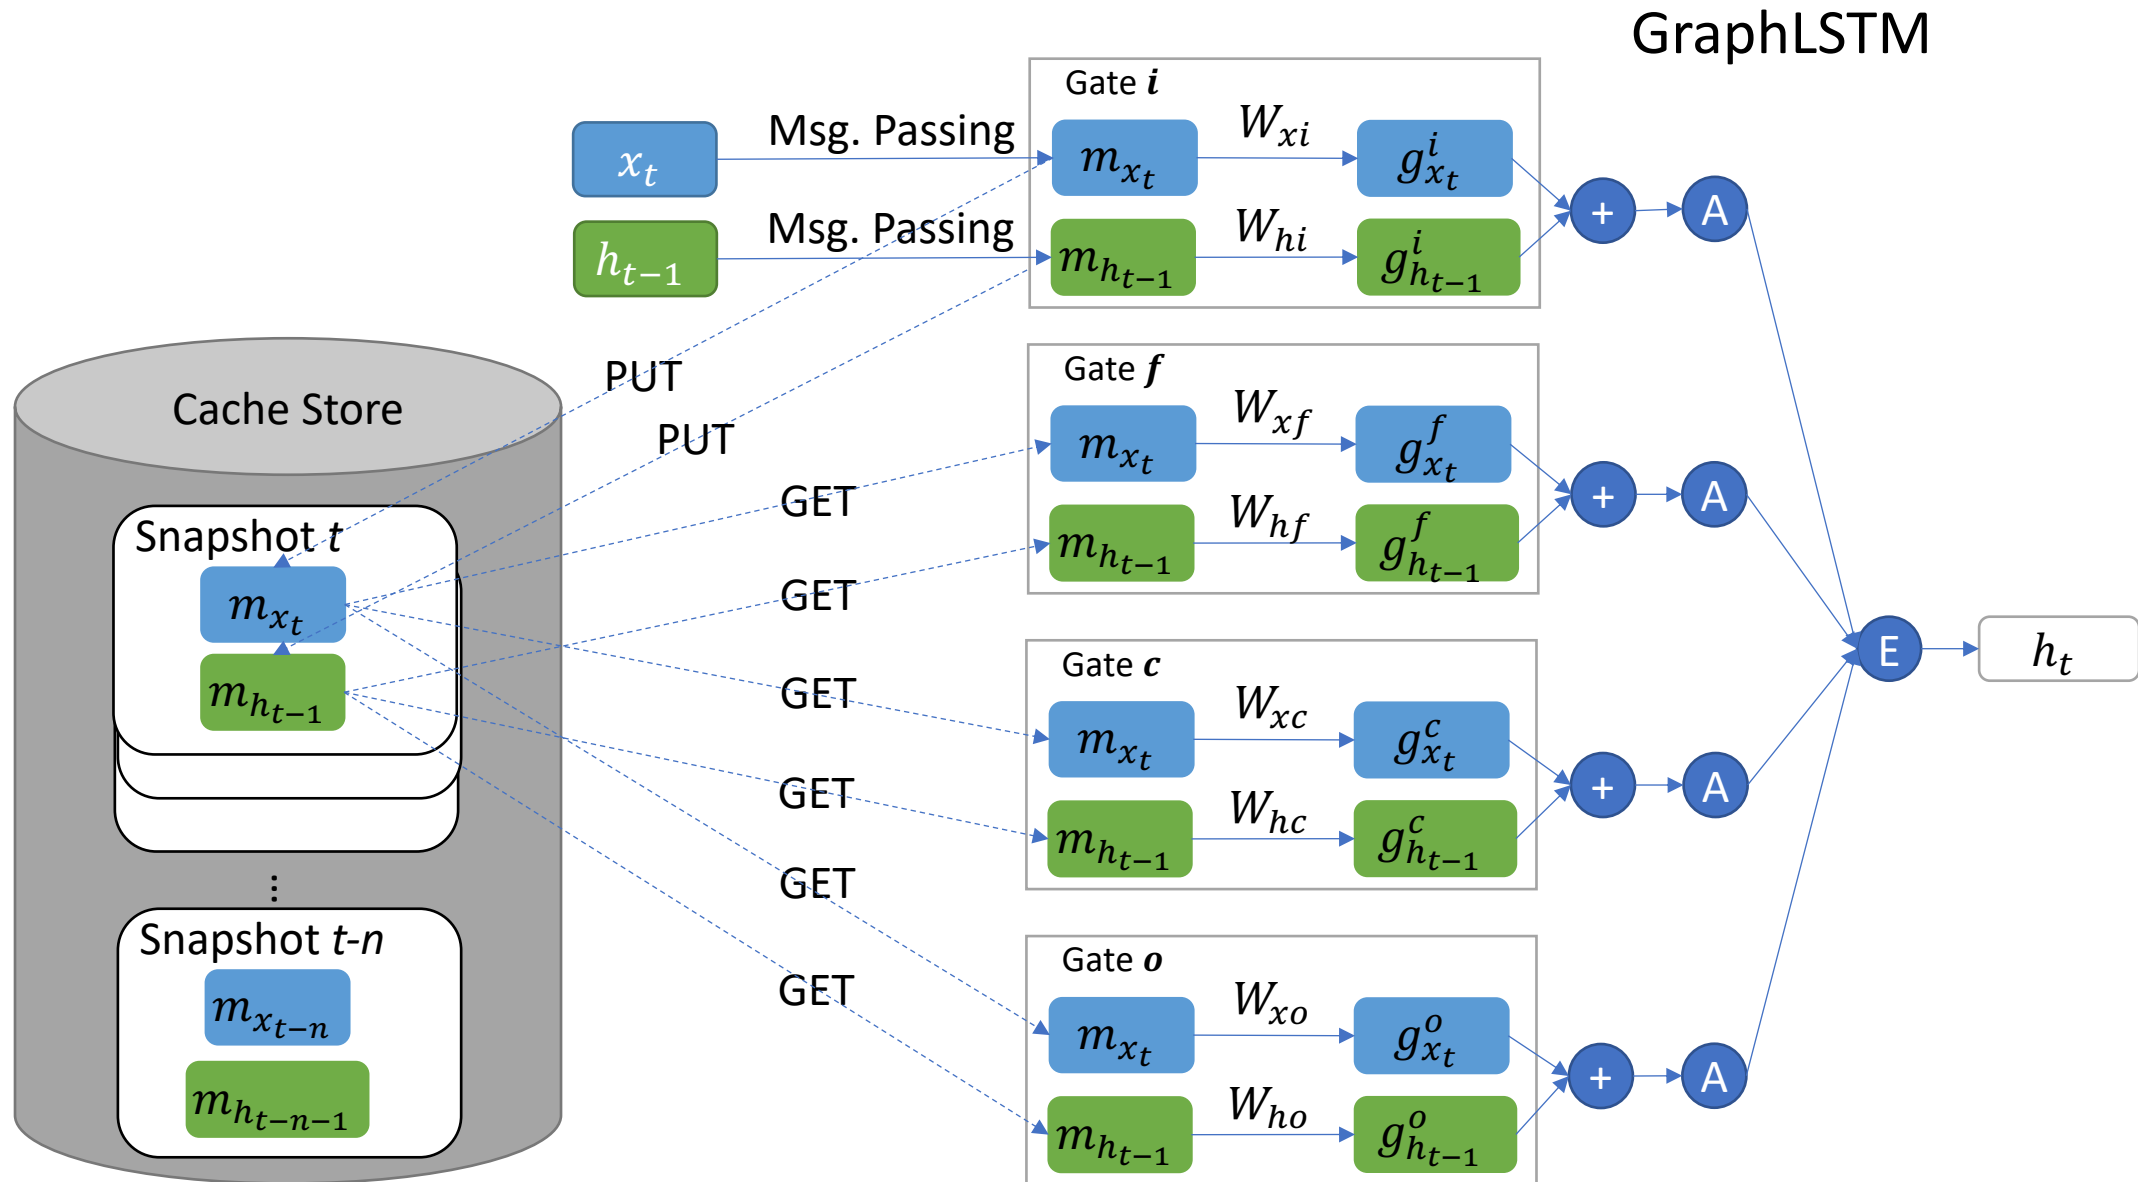 GraphLSTM
Gate i
x_t
Msg. Passing
m_{x_t}
W_{xi}
g^i_{x_t}
h_{t−1}
Msg. Passing
m_{h_{t−1}}
W_{hi}
g^i_{h_{t−1}}
+
A
Gate f
m_{x_t}
W_{xf}
g^f_{x_t}
m_{h_{t−1}}
W_{hf}
g^f_{h_{t−1}}
+
A
Gate c
m_{x_t}
W_{xc}
g^c_{x_t}
m_{h_{t−1}}
W_{hc}
g^c_{h_{t−1}}
+
A
Gate o
m_{x_t}
W_{xo}
g^o_{x_t}
m_{h_{t−1}}
W_{ho}
g^o_{h_{t−1}}
+
A
E
h_t
PUT
PUT
GET
GET
GET
GET
GET
GET
Cache Store
Snapshot t
m_{x_t}
m_{h_{t−1}}
...
Snapshot t-n
m_{x_{t−n}}
m_{h_{t−n−1}}